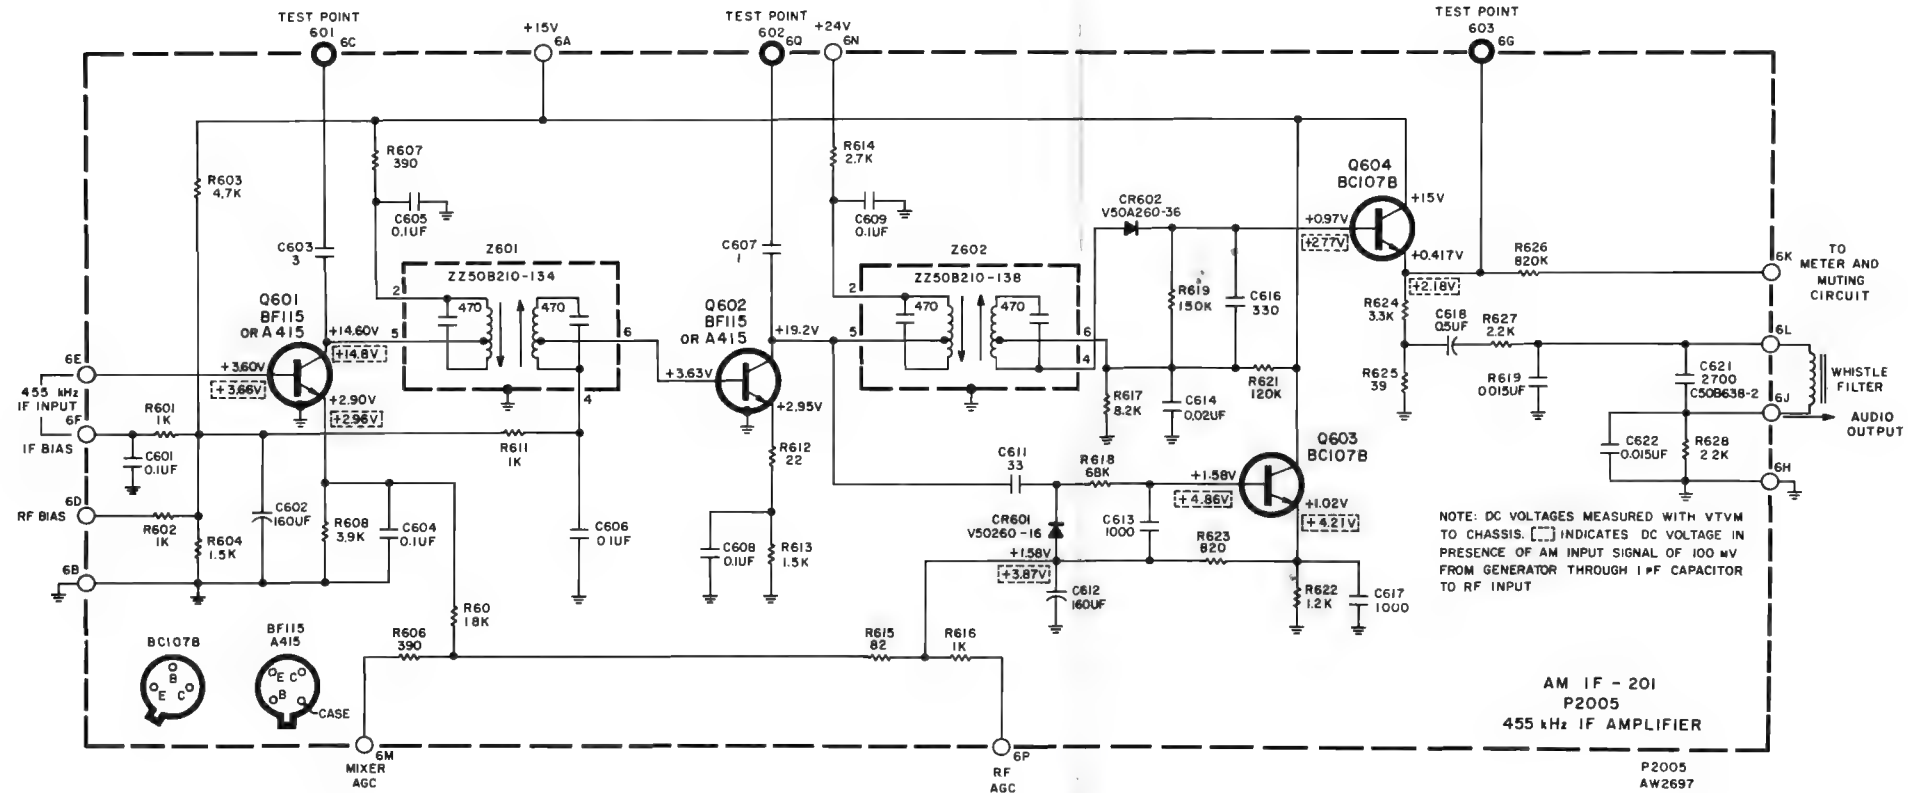 TEST POINT
601
6C
+15V
6A
TEST POINT
602
6Q
+24V
6N
TEST POINT
603
6G
R607
390
R614
2.7K
R603
4.7K
C605
0.1UF
C609
0.1UF
CR602
V50A260-36
Q604
BC107B
+15V
+0.97V
+2.77V
+0.417V
+2.18V
R626
820K
6K
TO
METER AND
MUTING
CIRCUIT
C603
3
Z601
ZZ50B210-134
2
470
470
5
6
4
C607
1
Z602
ZZ50B210-138
2
470
470
5
6
4
R619
150K
C616
330
R624
3.3K
C618
0.5UF
R627
2.2K
6L
Q601
BF115
OR A415
+14.60V
+14.8V
Q602
BF115
OR A415
+19.2V
6E
+3.60V
+3.66V
+3.63V
455 kHz
IF INPUT
6F
IF BIAS
R601
1K
+2.90V
+2.96V
+2.95V
R617
8.2K
C614
0.02UF
R621
120K
R625
39
R619
0.015UF
C621
2700
C50B638-2
WHISTLE
FILTER
6J
AUDIO
OUTPUT
C601
0.1UF
R611
1K
R612
22
C611
33
R618
68K
+1.58V
+4.86V
Q603
BC107B
+1.02V
+4.21V
C622
0.015UF
R628
2.2K
6H
6D
RF BIAS
R602
1K
R604
1.5K
C602
160UF
R608
3.9K
C604
0.1UF
C606
0.1UF
C608
0.1UF
R613
1.5K
CR601
V50260-16
+1.58V
+3.87V
C613
1000
R623
820
C612
160UF
R622
1.2K
C617
1000
NOTE: DC VOLTAGES MEASURED WITH VTVM
TO CHASSIS. INDICATES DC VOLTAGE IN
PRESENCE OF AM INPUT SIGNAL OF 100 MV
FROM GENERATOR THROUGH 1 PF CAPACITOR
TO RF INPUT
6B
R60
18K
R606
390
R615
82
R616
1K
BC107B
B
E C
BF115
A415
E C
B
CASE
6M
MIXER
AGC
6P
RF
AGC
AM IF - 201
P2005
455 kHz IF AMPLIFIER
P2005
AW2697